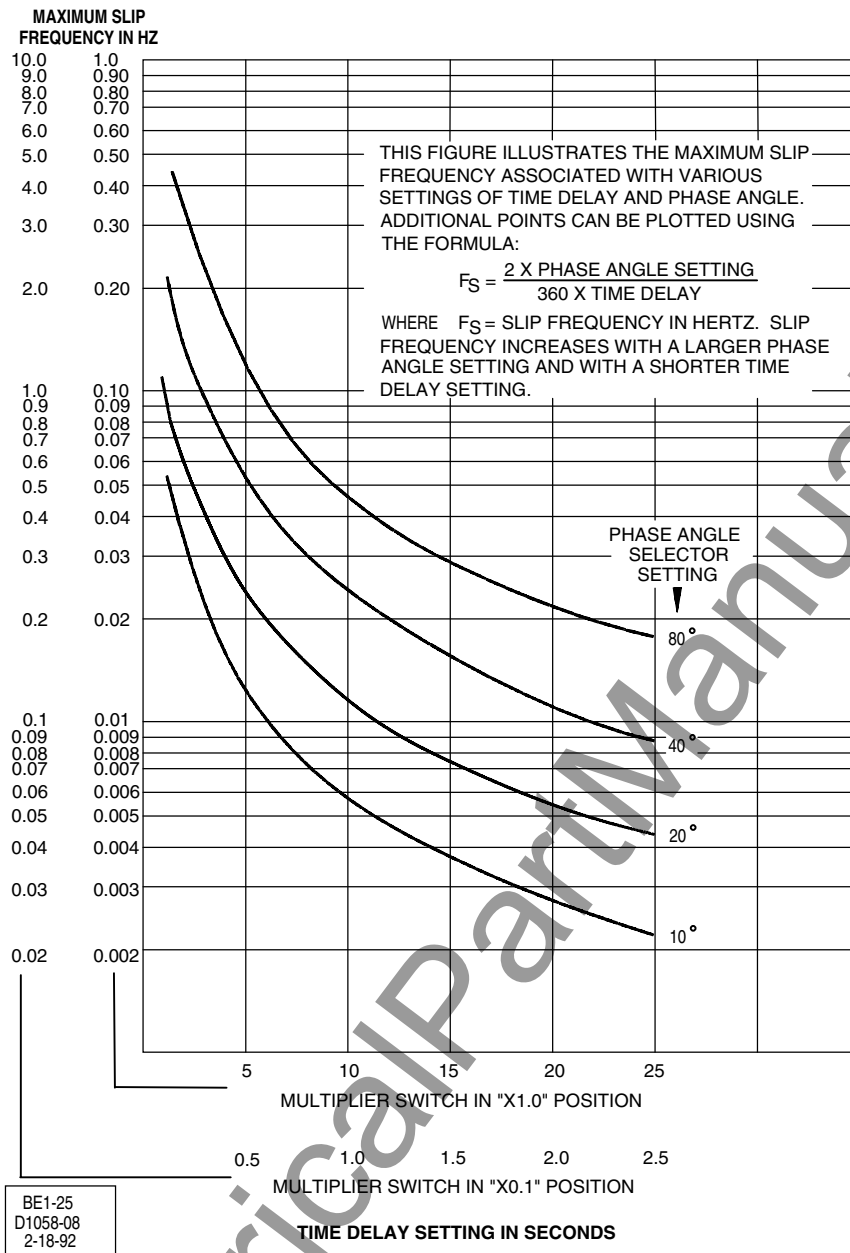 MAXIMUM SLIP
FREQUENCY IN HZ
10.0 1.0
9.0 0.90
8.0 0.80
7.0 0.70
6.0 0.60
5.0 0.50
4.0 0.40
3.0 0.30
2.0 0.20
1.0 0.10
0.9 0.09
0.8 0.08
0.7 0.07
0.6 0.06
0.5 0.05
0.4 0.04
0.3 0.03
0.2 0.02
0.1 0.01
0.09 0.009
0.08 0.008
0.07 0.007
0.06 0.006
0.05 0.005
0.04 0.004
0.03 0.003
0.02 0.002
THIS FIGURE ILLUSTRATES THE MAXIMUM SLIP
FREQUENCY ASSOCIATED WITH VARIOUS
SETTINGS OF TIME DELAY AND PHASE ANGLE.
ADDITIONAL POINTS CAN BE PLOTTED USING
THE FORMULA:
FS = 2 X PHASE ANGLE SETTING
360 X TIME DELAY
WHERE FS = SLIP FREQUENCY IN HERTZ. SLIP
FREQUENCY INCREASES WITH A LARGER PHASE
ANGLE SETTING AND WITH A SHORTER TIME
DELAY SETTING.
PHASE ANGLE
SELECTOR
SETTING
80°
40°
20°
10°
5 10 15 20 25
MULTIPLIER SWITCH IN "X1.0" POSITION
0.5 1.0 1.5 2.0 2.5
MULTIPLIER SWITCH IN "X0.1" POSITION
TIME DELAY SETTING IN SECONDS
BE1-25
D1058-08
2-18-92